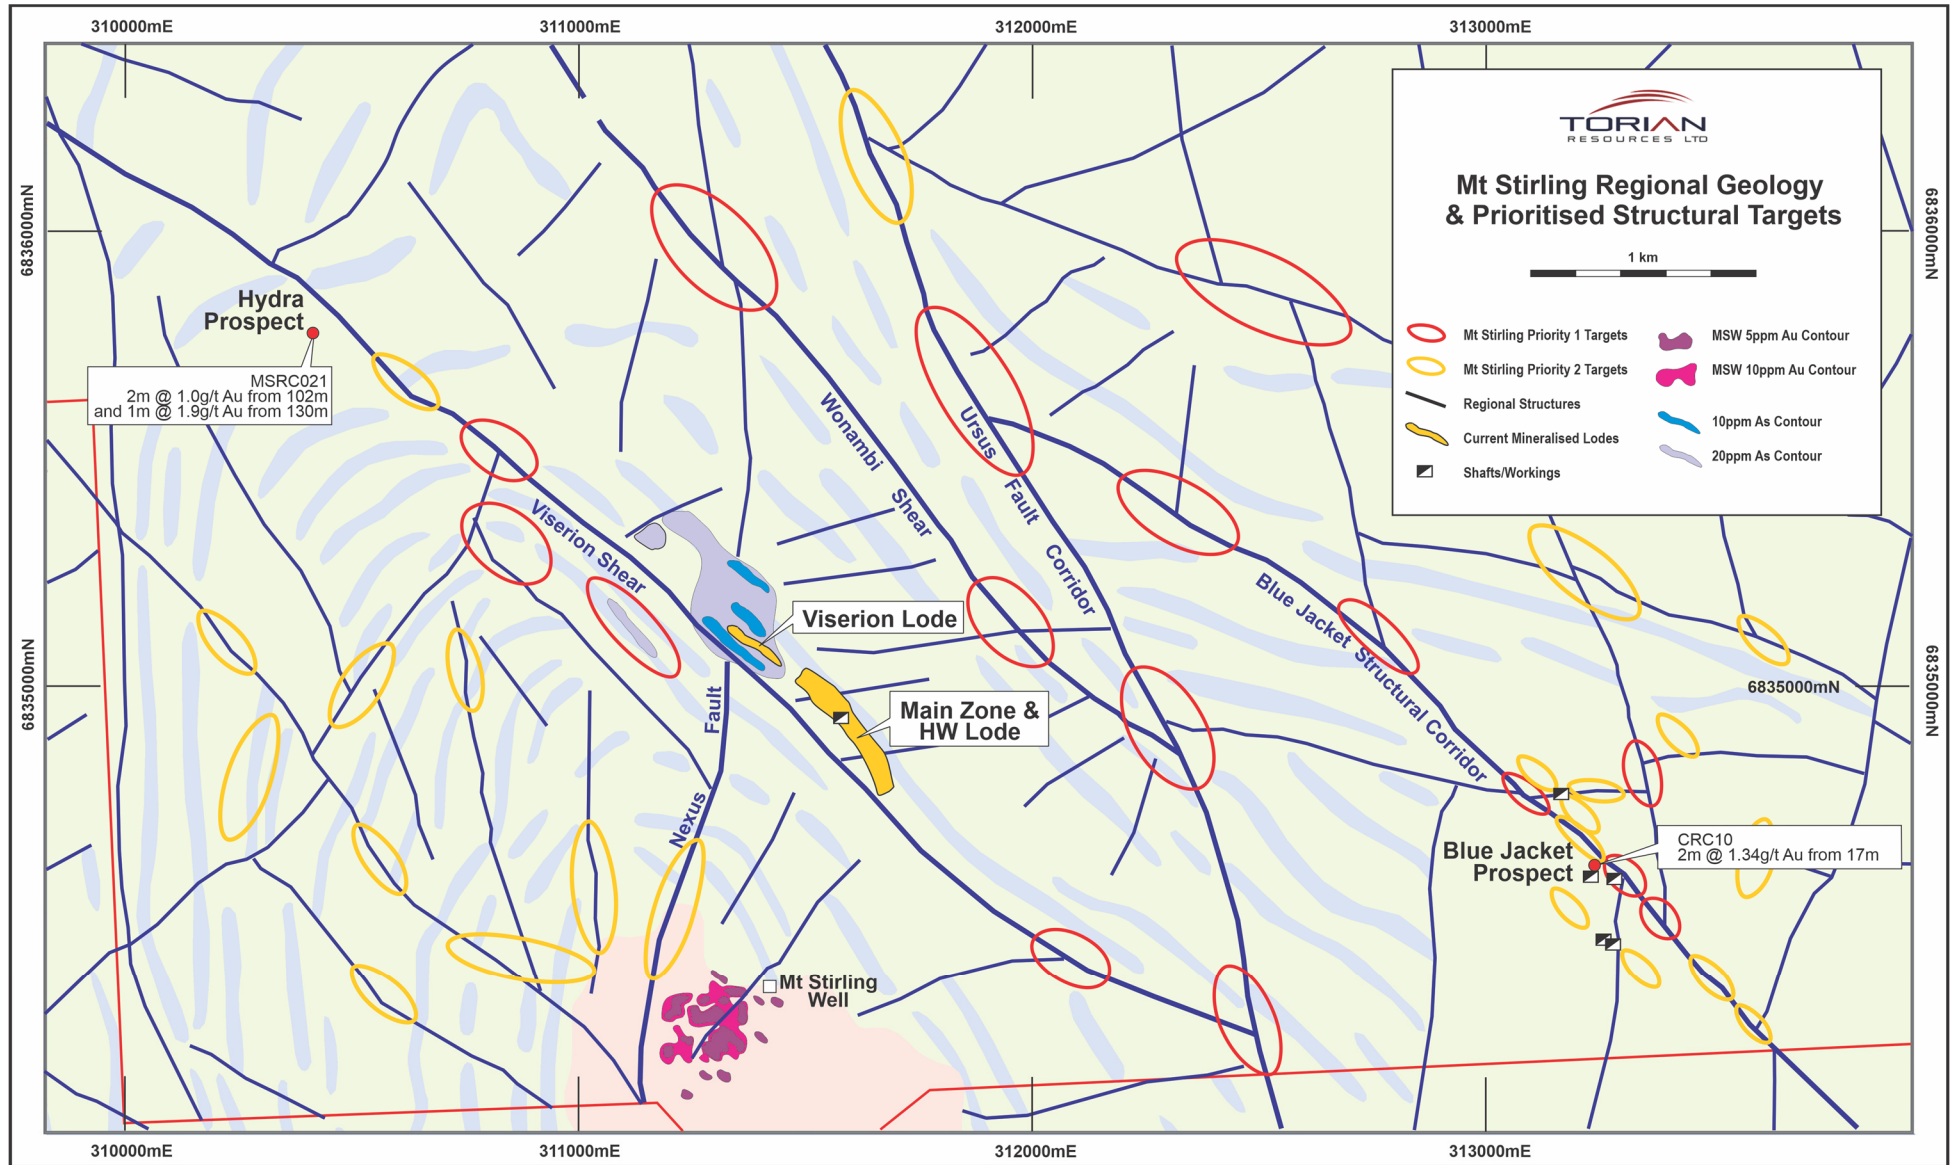 310000mE
311000mE
312000mE
313000mE
6836000mN
6836000mN
TORIAN
RESOURCES LTD
Mt Stirling Regional Geology
& Prioritised Structural Targets
1 km
Mt Stirling Priority 1 Targets
Mt Stirling Priority 2 Targets
Regional Structures
Current Mineralised Lodes
Shafts/Workings
MSW 5ppm Au Contour
MSW 10ppm Au Contour
10ppm As Contour
20ppm As Contour
Hydra
Prospect
MSRC021
2m @ 1.0g/t Au from 102m
and 1m @ 1.9g/t Au from 130m
Wonambi Shear
Ursus Fault Corridor
Viserion Shear
Blue Jacket Structural Corridor
Viserion Lode
Main Zone &
HW Lode
Nexus Fault
6835000mN
6835000mN
6835000mN
Blue Jacket
Prospect
CRC10
2m @ 1.34g/t Au from 17m
Mt Stirling
Well
310000mE
311000mE
312000mE
313000mE